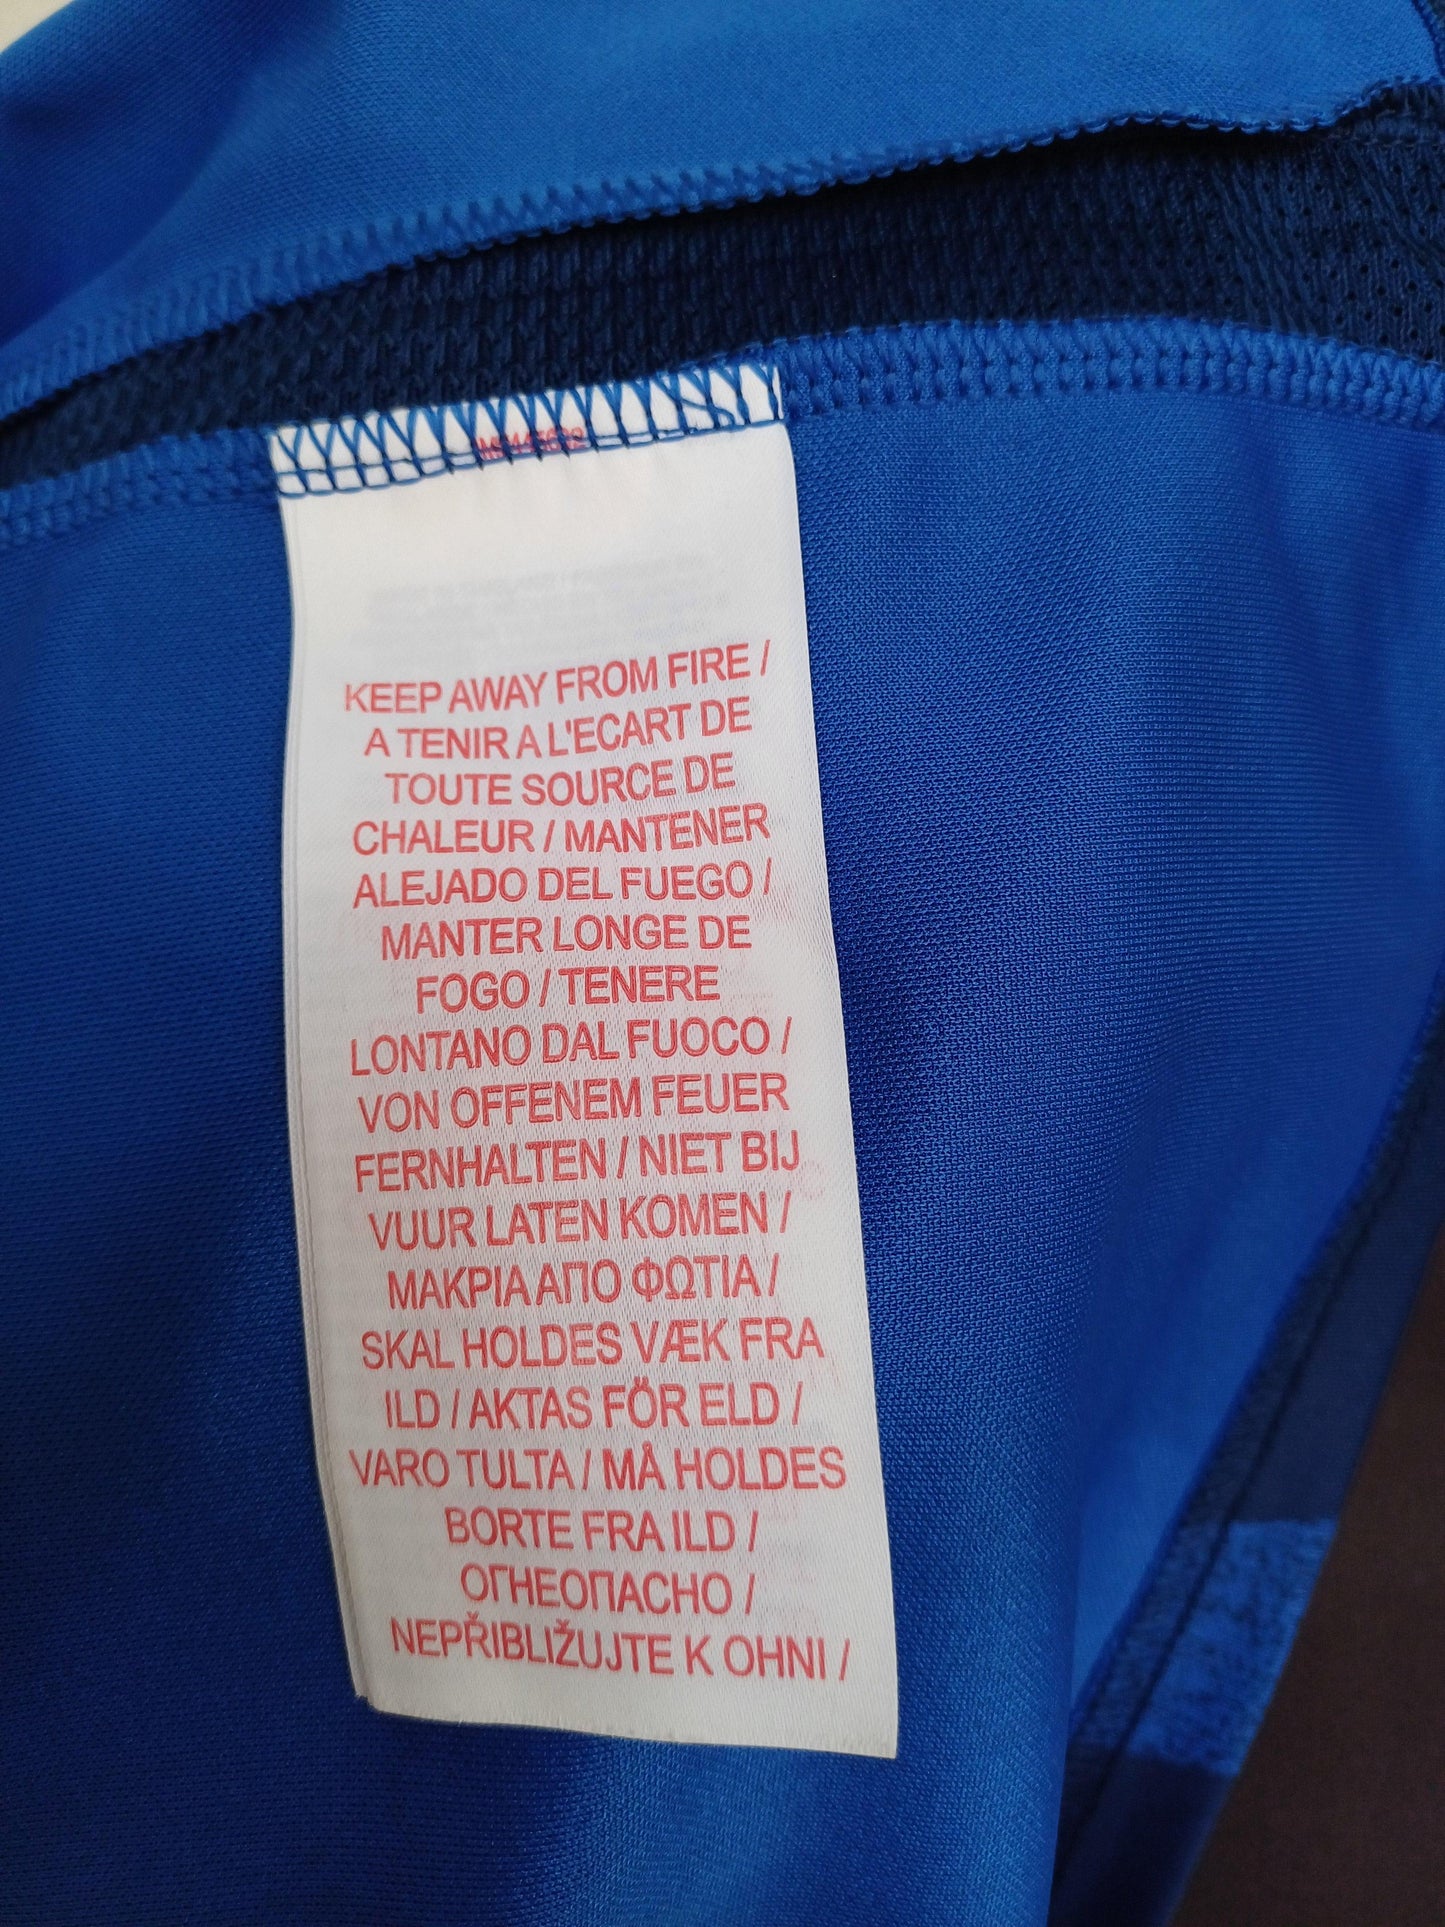 KEEP AWAY FROM FIRE /
A TENIR A L'ECART DE
TOUTE SOURCE DE
CHALEUR / MANTENER
ALEJADO DEL FUEGO /
MANTER LONGE DE
FOGO / TENERE
LONTANO DAL FUOCO /
VON OFFENEM FEUER
FERNHALTEN / NIET BIJ
VUUR LATEN KOMEN /
ΜΑΚΡΙΑ ΑΠΟ ΦΩΤΙΑ /
SKAL HOLDES VÆK FRA
ILD / AKTAS FÖR ELD /
VARO TULTA / MÅ HOLDES
BORTE FRA ILD /
ОГНЕОПАСНО /
NEPŘIBLIŽUJTE K OHNI /